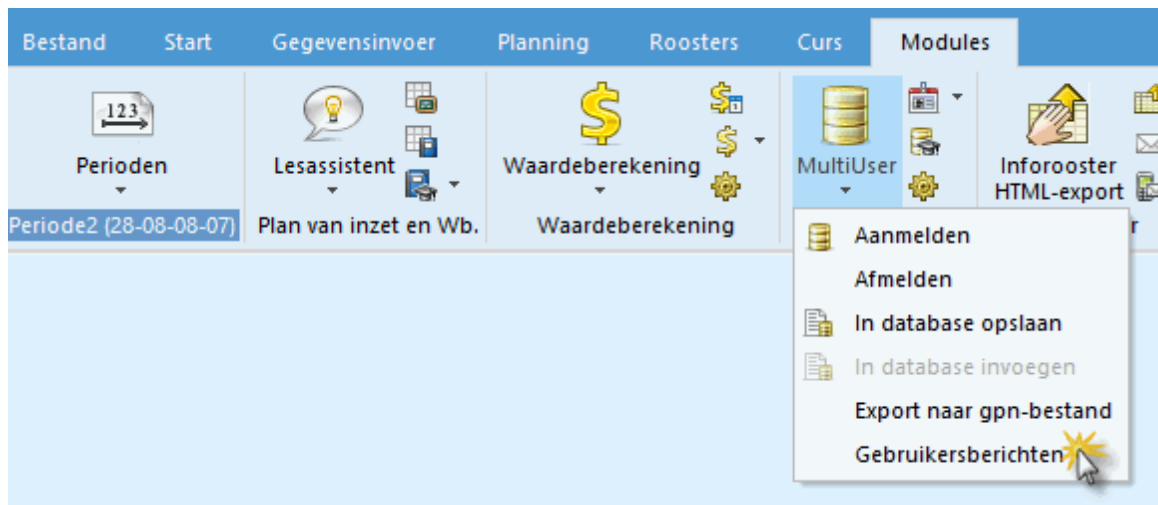 Bestand Start Gegevensinvoer Planning Roosters Curs Modules
123
Perioden
Lesassistent
Waardeberekening
MultiUser
Inforooster
HTML-export
Periode2 (28-08-08-07) Plan van inzet en Wb. Waardeberekening r
Aanmelden
Afmelden
In database opslaan
In database invoegen
Export naar gpn-bestand
Gebruikersberichten